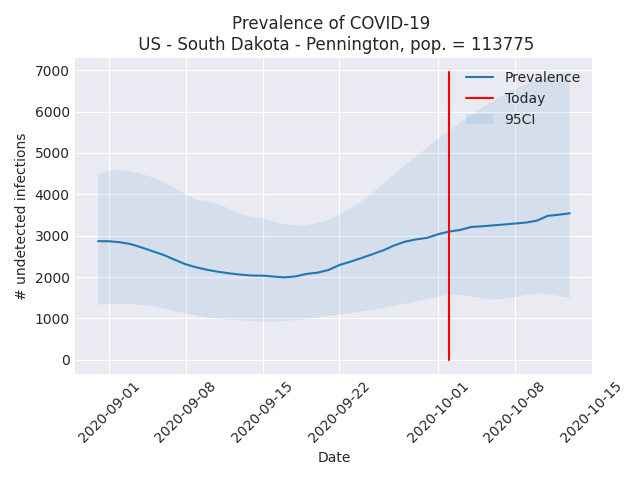 Prevalence of COVID-19
US - South Dakota - Pennington, pop. = 113775
7000
6000
5000
4000
3000
2000
1000
0
# undetected infections
Prevalence
Today
95CI
2020-09-01
2020-09-08
2020-09-15
2020-09-22
2020-10-01
2020-10-08
2020-10-15
Date